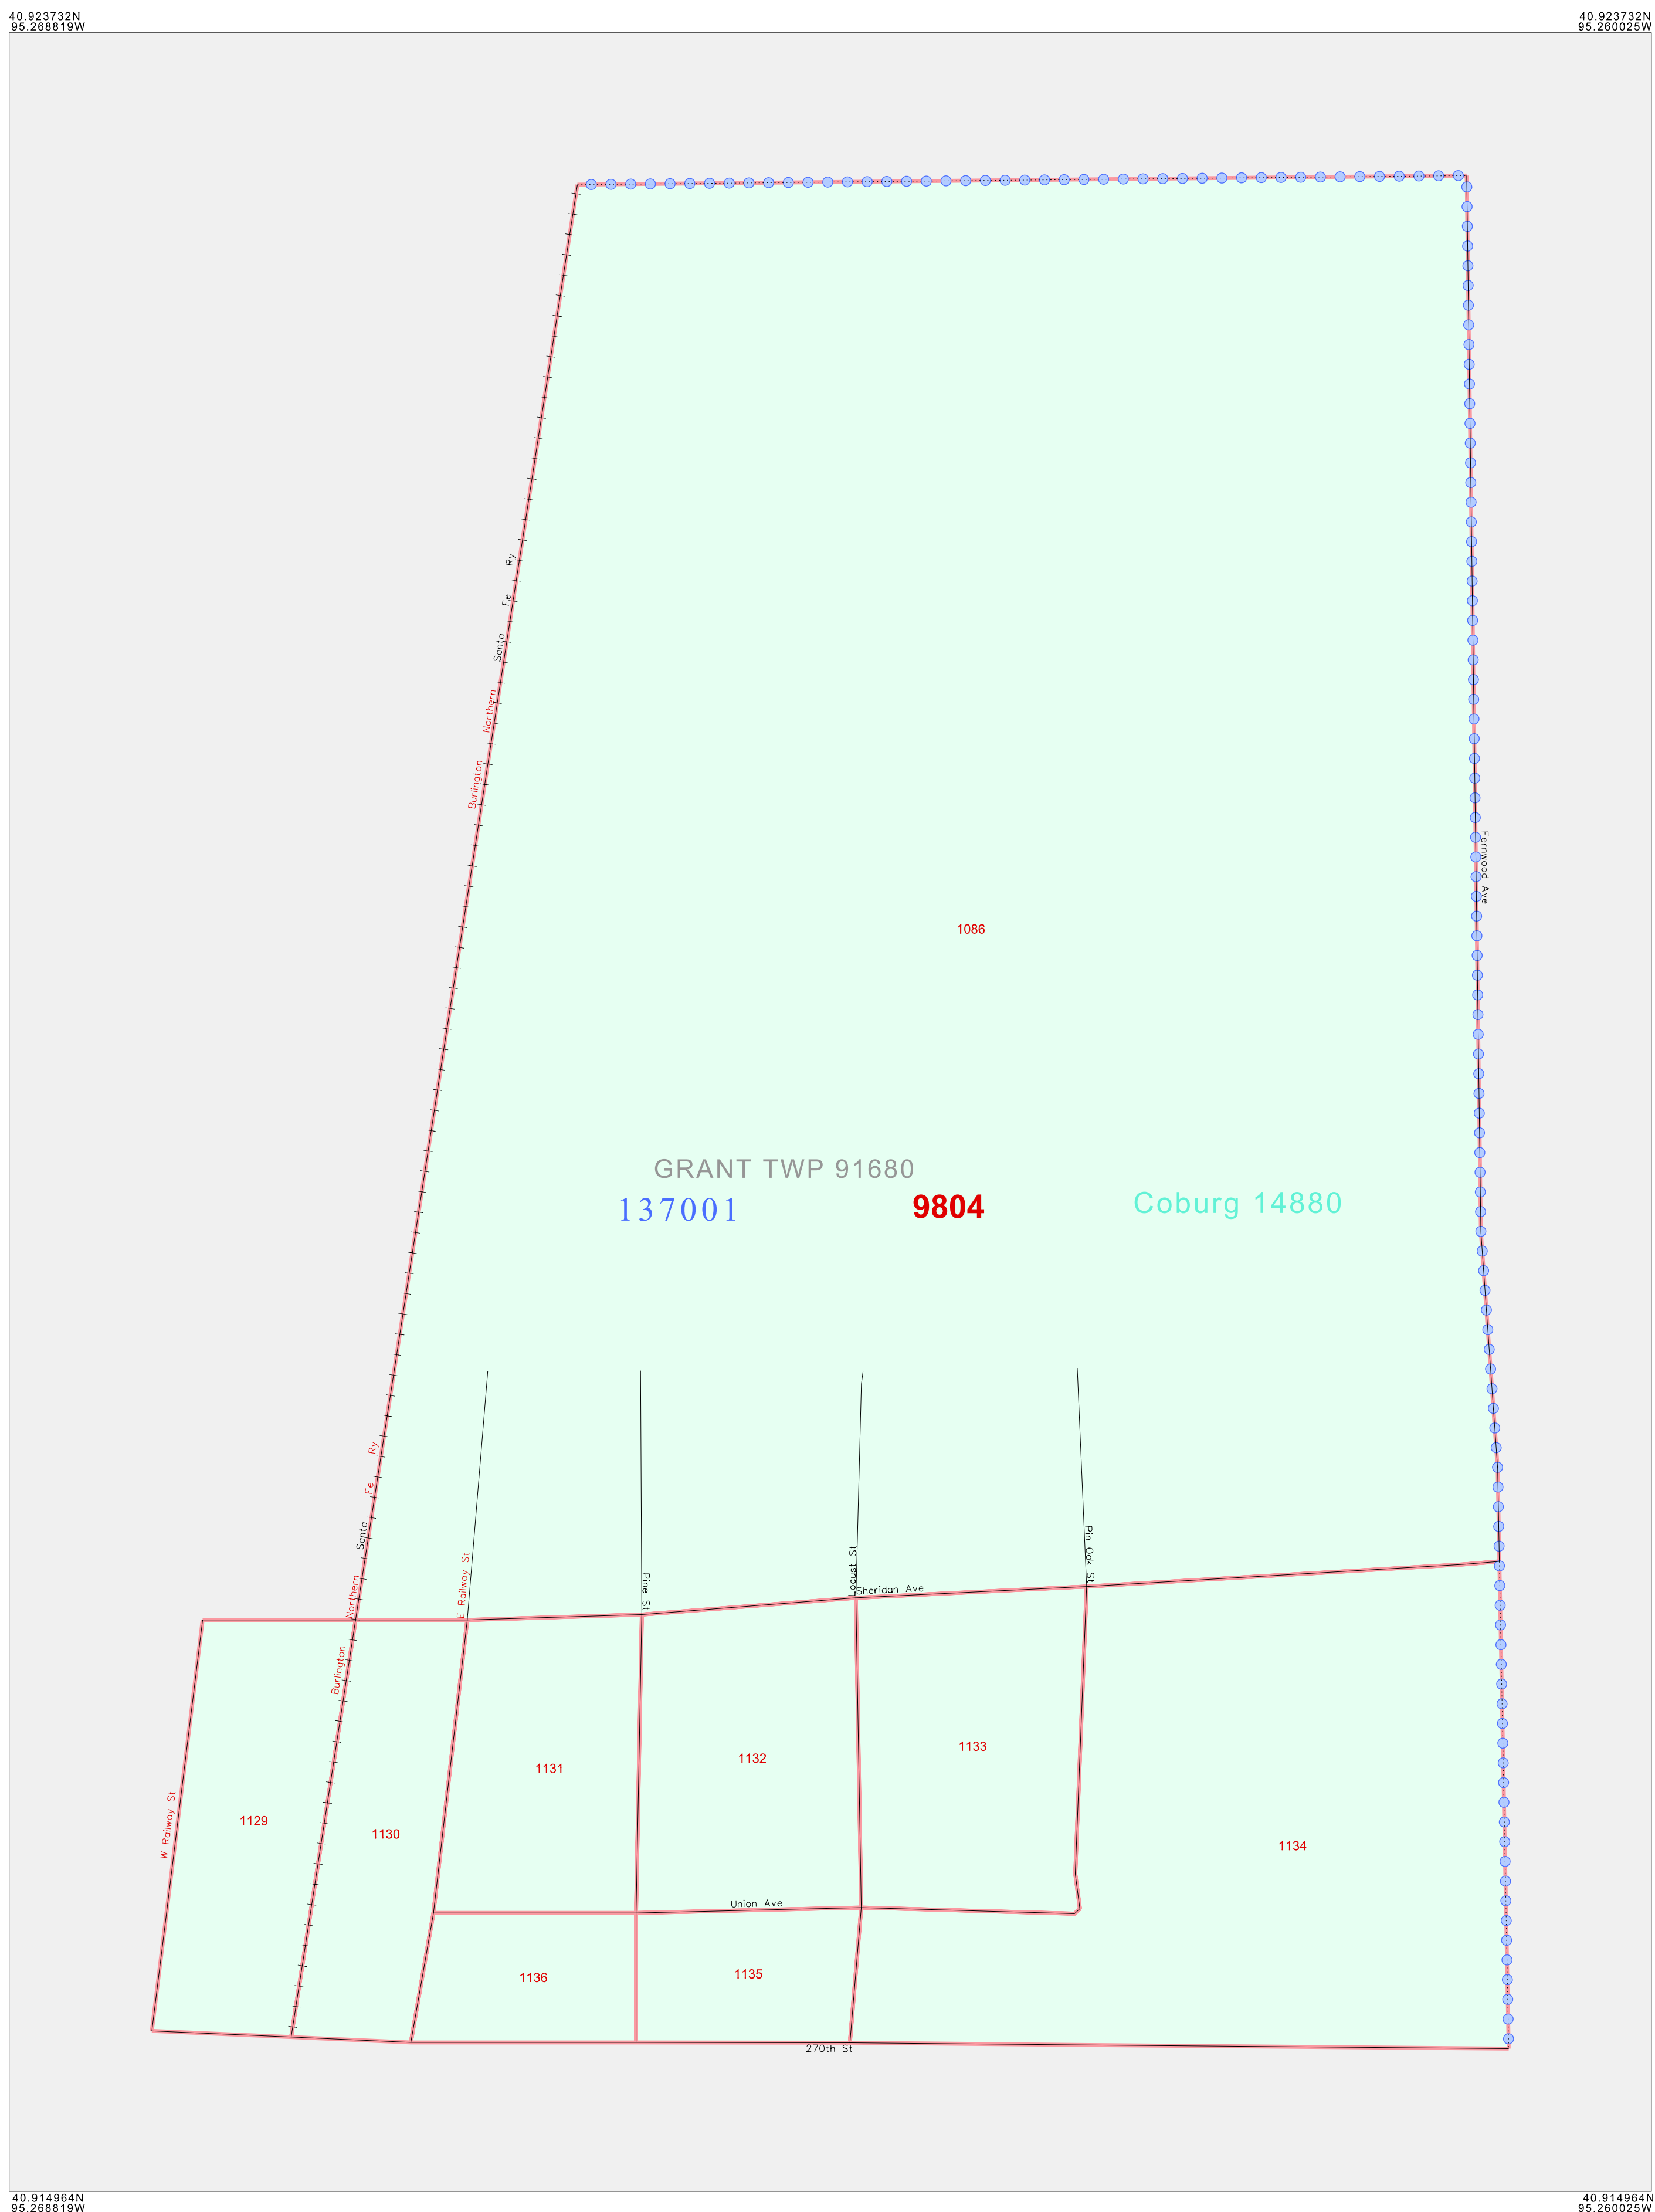 40.923732N
95.268819W
40.923732N
95.260025W
Burlington Northern Santa Fe Ry
Fernwood Ave
1086
GRANT TWP 91680
137001
9804
Coburg 14880
Burlington Northern Santa Fe Ry
E Railway St
Pine St
Locust St
Sheridan Ave
Pin Oak St
W Railway St
1129
1130
1131
1132
1133
1134
Union Ave
1136
1135
270th St
40.914964N
95.268819W
40.914964N
95.260025W